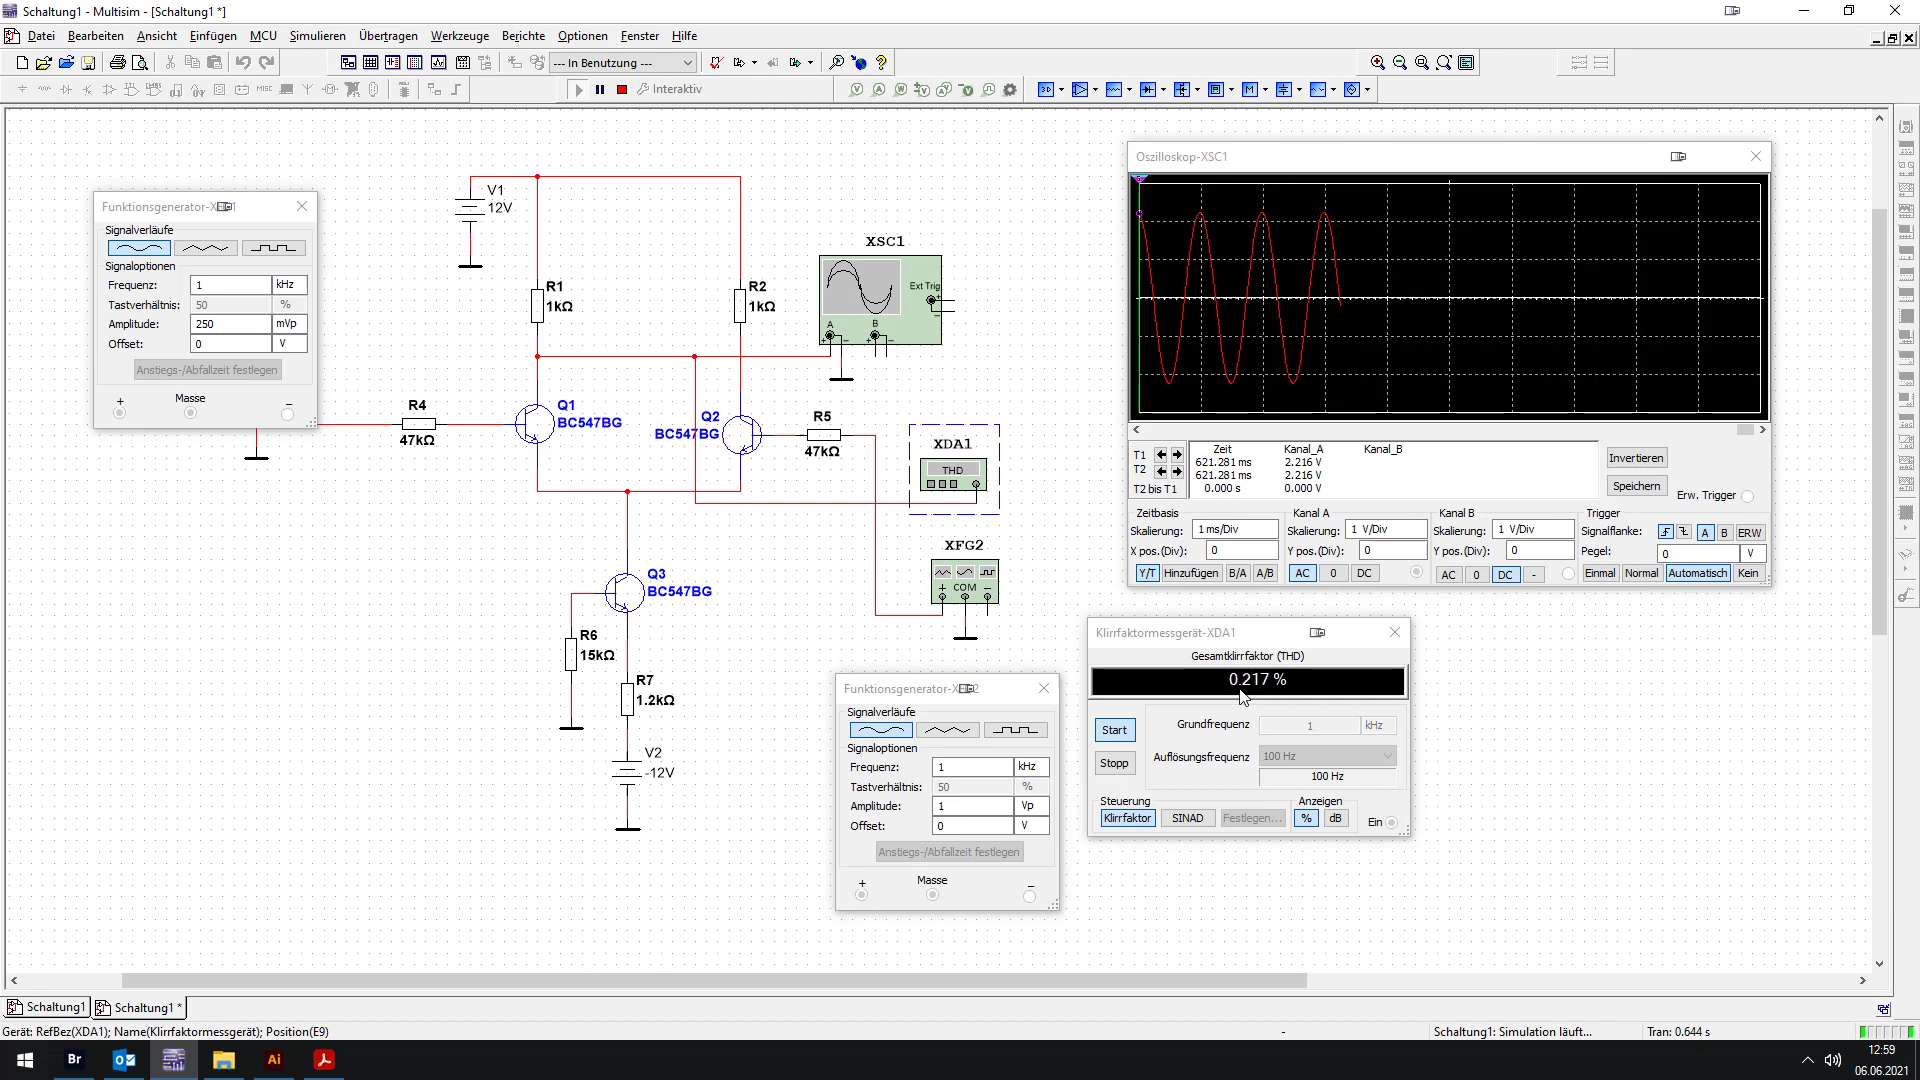 Schaltung1 - Multisim - [Schaltung1 *]
Datei Bearbeiten Ansicht Einfügen MCU Simulieren Übertragen Werkzeuge Berichte Optionen Fenster Hilfe
--- In Benutzung ---
Interaktiv
Funktionsgenerator-XFG1
Signalverläufe
Signaloptionen
Frequenz: 1 kHz
Tastverhältnis: 50 %
Amplitude: 250 mVp
Offset: 0 V
Anstiegs-/Abfallzeit festlegen
+ Masse –
V1
12V
R1
1kΩ
R2
1kΩ
XSC1
Ext Trig
A B
R4
47kΩ
Q1
BC547BG
Q2
BC547BG
R5
47kΩ
XDA1
THD
XFG2
COM
Q3
BC547BG
R6
15kΩ
R7
1.2kΩ
V2
-12V
Oszilloskop-XSC1
Zeit Kanal_A Kanal_B
T1 621.281 ms 2.216 V
T2 621.281 ms 2.216 V
T2 bis T1 0.000 s 0.000 V
Invertieren
Speichern
Erw. Trigger
Zeitbasis Kanal A Kanal B Trigger
Skalierung: 1 ms/Div Skalierung: 1 V/Div Skalierung: 1 V/Div Signalflanke: A B ERW
X pos.(Div): 0 Y pos.(Div): 0 Y pos.(Div): 0 Pegel: 0 V
Y/T Hinzufügen B/A A/B AC 0 DC AC 0 DC - Einmal Normal Automatisch Kein
Klirrfaktormessgerät-XDA1
Gesamtklirrfaktor (THD)
0.217 %
Start Grundfrequenz 1 kHz
Stopp Auflösungsfrequenz 100 Hz
100 Hz
Steuerung Anzeigen
Klirrfaktor SINAD Festlegen... % dB Ein
Funktionsgenerator-XFG2
Signalverläufe
Signaloptionen
Frequenz: 1 kHz
Tastverhältnis: 50 %
Amplitude: 1 Vp
Offset: 0 V
Anstiegs-/Abfallzeit festlegen
+ Masse –
Schaltung1 Schaltung1 *
Gerät: RefBez(XDA1); Name(Klirrfaktormessgerät); Position(E9) - Schaltung1: Simulation läuft... Tran: 0.644 s
Br Ai
12:59
06.06.2021